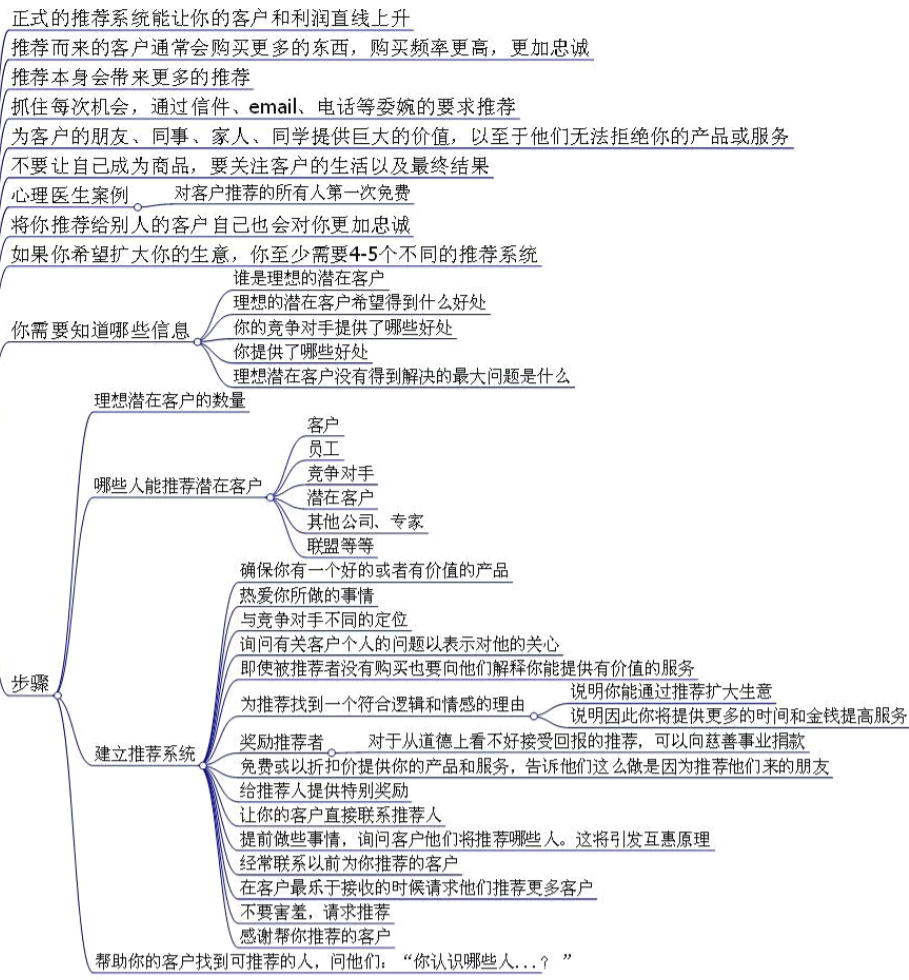 正式的推荐系统能让你的客户和利润直线上升
推荐而来的客户通常会购买更多的东西，购买频率更高，更加忠诚
推荐本身会带来更多的推荐
抓住每次机会，通过信件、email、电话等委婉的要求推荐
为客户的朋友、同事、家人、同学提供巨大的价值，以至于他们无法拒绝你的产品或服务
不要让自己成为商品，要关注客户的生活以及最终结果
心理医生案例
对客户推荐的所有人第一次免费
将你推荐给别人的客户自己也会对你更加忠诚
如果你希望扩大你的生意，你至少需要4-5个不同的推荐系统
你需要知道哪些信息
谁是理想的潜在客户
理想的潜在客户希望得到什么好处
你的竞争对手提供了哪些好处
你提供了哪些好处
理想潜在客户没有得到解决的最大问题是什么
步骤
理想潜在客户的数量
哪些人能推荐潜在客户
客户
员工
竞争对手
潜在客户
其他公司、专家
联盟等等
建立推荐系统
确保你有一个好的或者有价值的产品
热爱你所做的事情
与竞争对手不同的定位
询问有关客户个人的问题以表示对他的关心
即使被推荐者没有购买也要向他们解释你能提供有价值的服务
为推荐找到一个符合逻辑和情感的理由
说明你能通过推荐扩大生意
说明因此你将提供更多的时间和金钱提高服务
奖励推荐者
对于从道德上看不好接受回报的推荐，可以向慈善事业捐款
免费或以折扣价提供你的产品和服务，告诉他们这么做是因为推荐他们来的朋友
给推荐人提供特别奖励
让你的客户直接联系推荐人
提前做些事情，询问客户他们将推荐哪些人。这将引发互惠原理
经常联系以前为你推荐的客户
在客户最乐于接收的时候请求他们推荐更多客户
不要害羞，请求推荐
感谢帮你推荐的客户
帮助你的客户找到可推荐的人，问他们：“你认识哪些人...？”